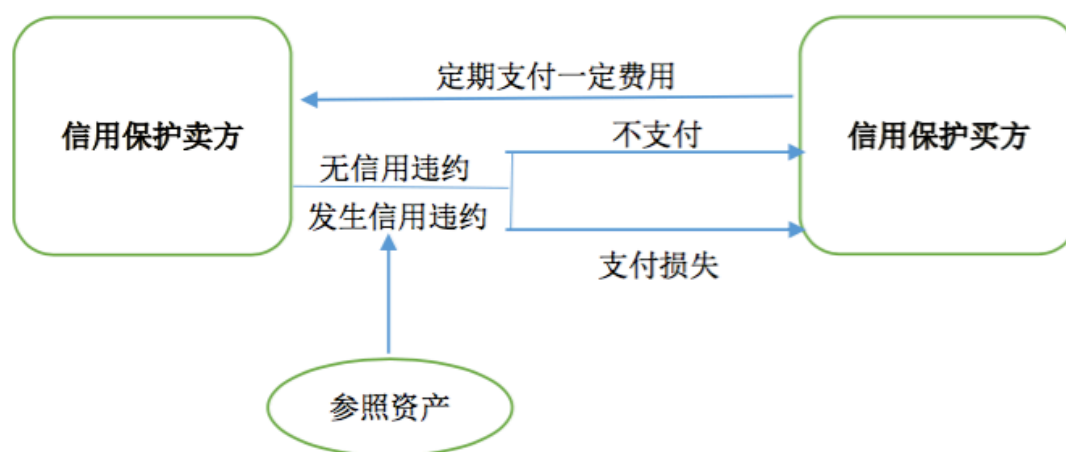 定期支付一定费用
信用保护卖方
不支付
信用保护买方
无信用违约
发生信用违约
支付损失
参照资产